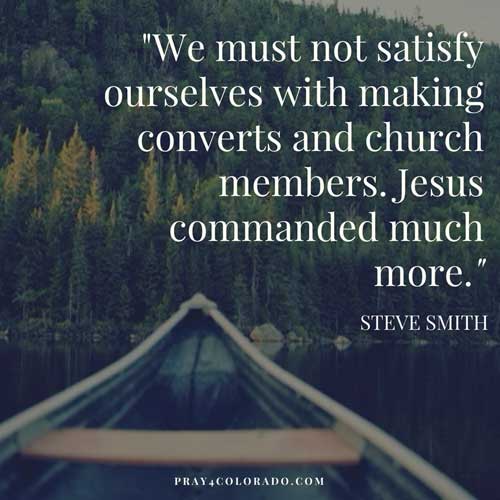 "We must not satisfy
ourselves with making
converts and church
members. Jesus
commanded much
more."
STEVE SMITH
PRAY4COLORADO.COM